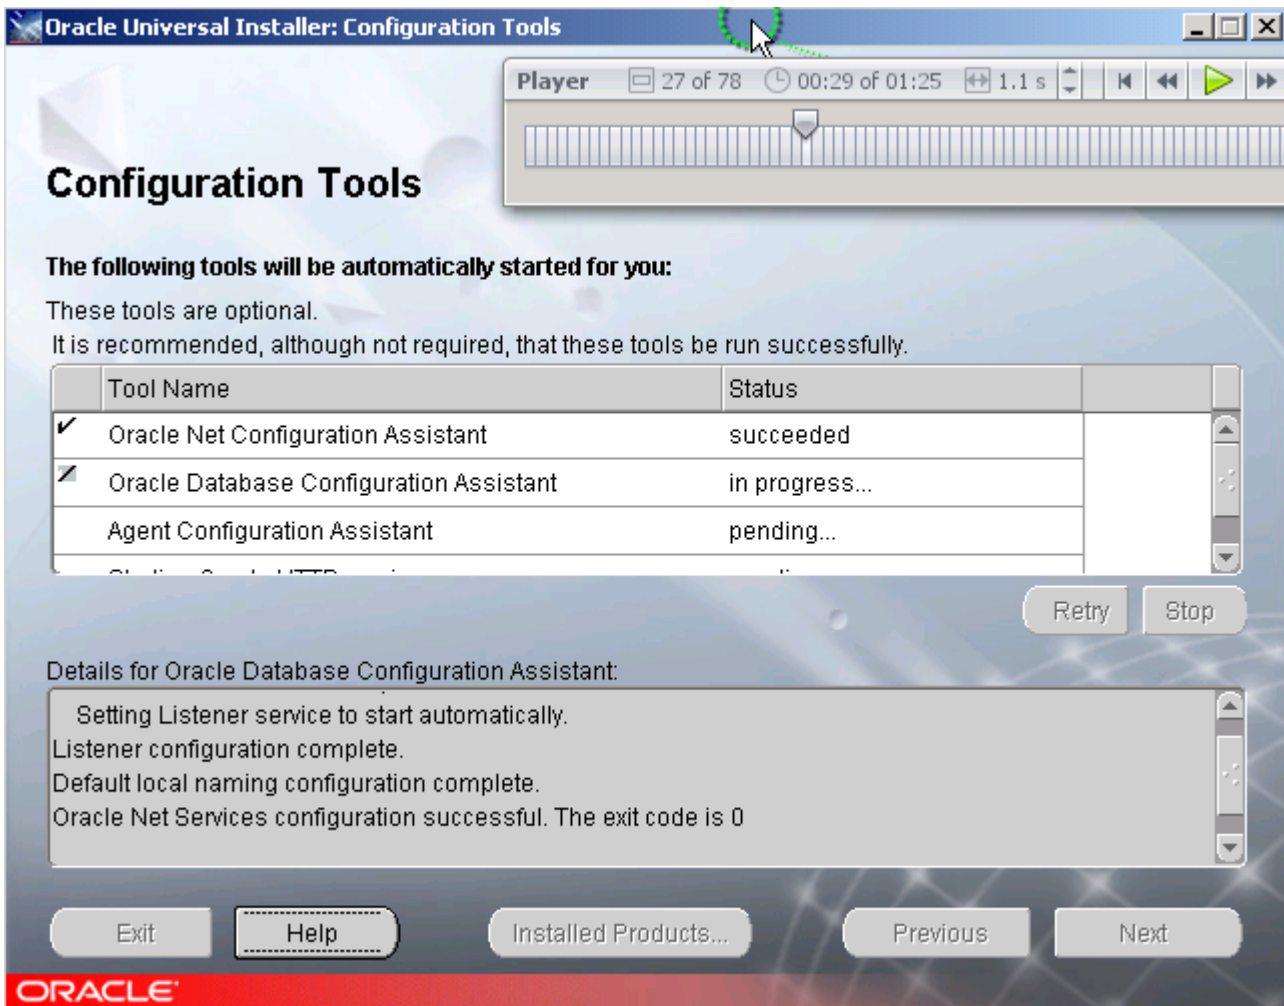 Oracle Universal Installer: Configuration Tools
Player 27 of 78 00:29 of 01:25 1.1 s
Configuration Tools
The following tools will be automatically started for you:
These tools are optional.
It is recommended, although not required, that these tools be run successfully.
Tool Name Status
Oracle Net Configuration Assistant succeeded
Oracle Database Configuration Assistant in progress...
Agent Configuration Assistant pending...
Retry Stop
Details for Oracle Database Configuration Assistant:
Setting Listener service to start automatically.
Listener configuration complete.
Default local naming configuration complete.
Oracle Net Services configuration successful. The exit code is 0
Exit Help Installed Products... Previous Next
ORACLE